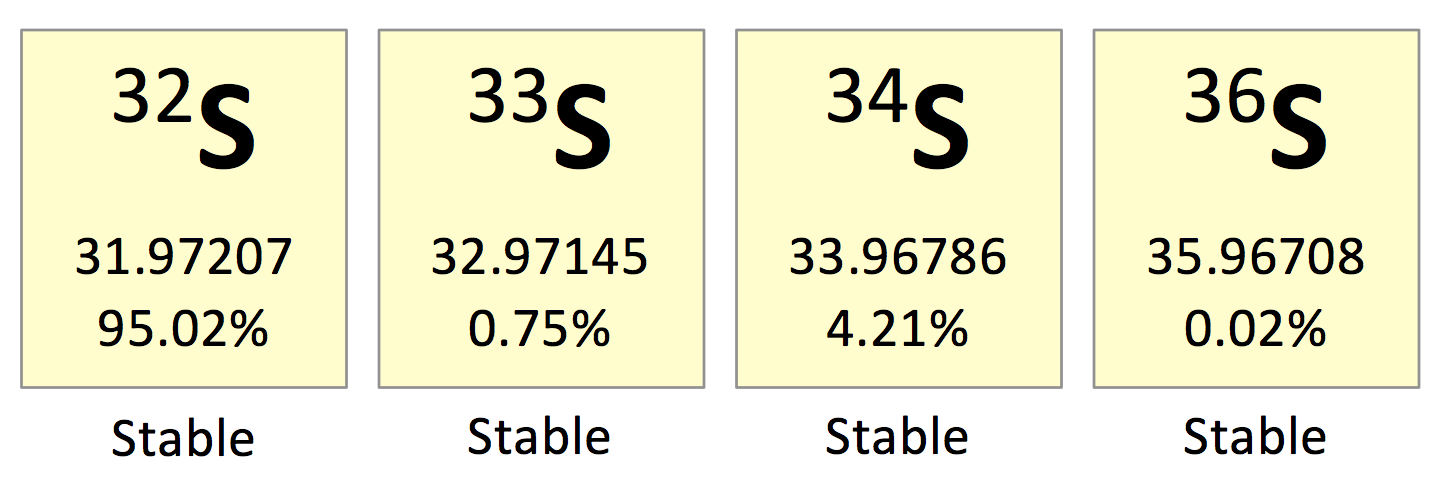 32S
31.97207
95.02%
Stable
33S
32.97145
0.75%
Stable
34S
33.96786
4.21%
Stable
36S
35.96708
0.02%
Stable